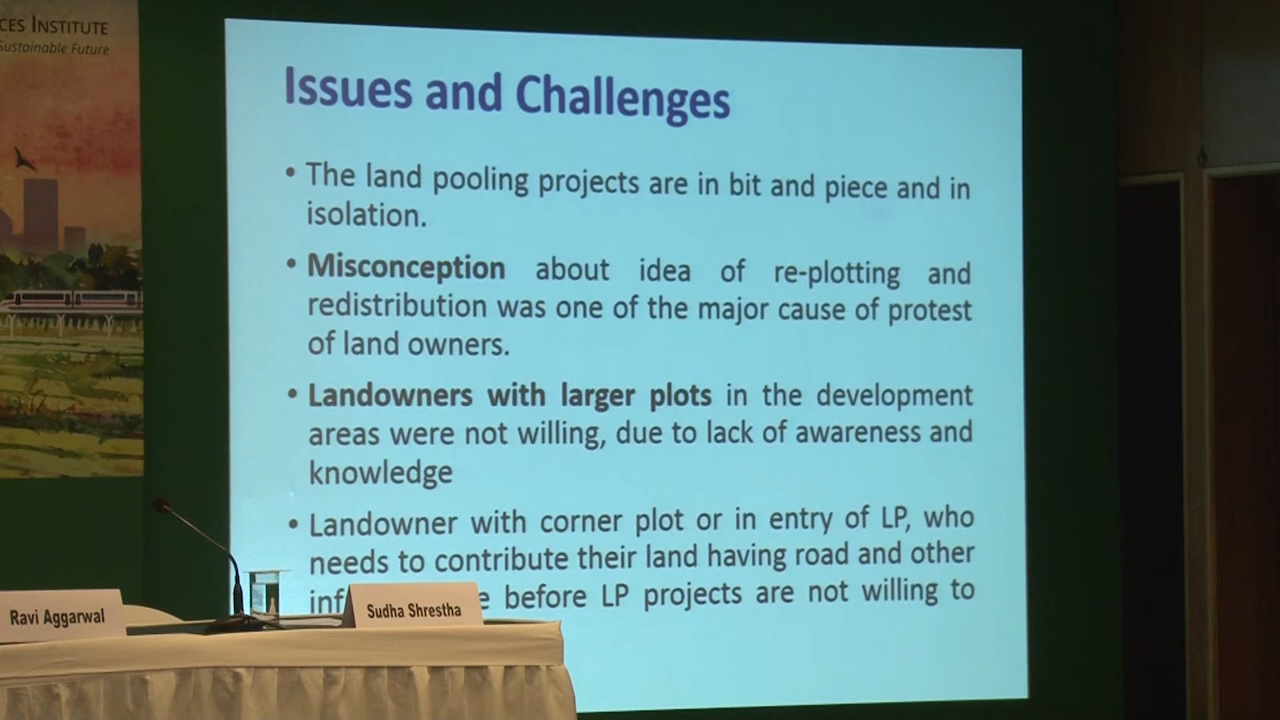 CES INSTITUTE
Sustainable Future
Issues and Challenges
• The land pooling projects are in bit and piece and in
isolation.
• Misconception about idea of re-plotting and
redistribution was one of the major cause of protest
of land owners.
• Landowners with larger plots in the development
areas were not willing, due to lack of awareness and
knowledge
• Landowner with corner plot or in entry of LP, who
needs to contribute their land having road and other
inf e before LP projects are not willing to
Ravi Aggarwal
Sudha Shrestha